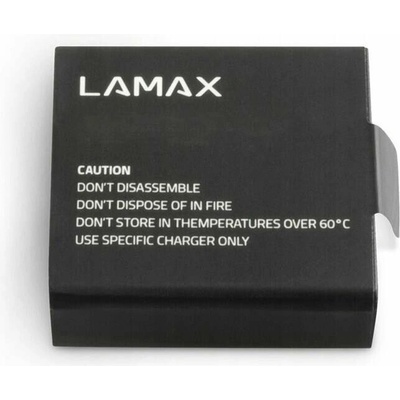 LAMAX
CAUTION
DON'T DISASSEMBLE
DON'T DISPOSE OF IN FIRE
DON'T STORE IN THEMPERATURES OVER 60°C
USE SPECIFIC CHARGER ONLY